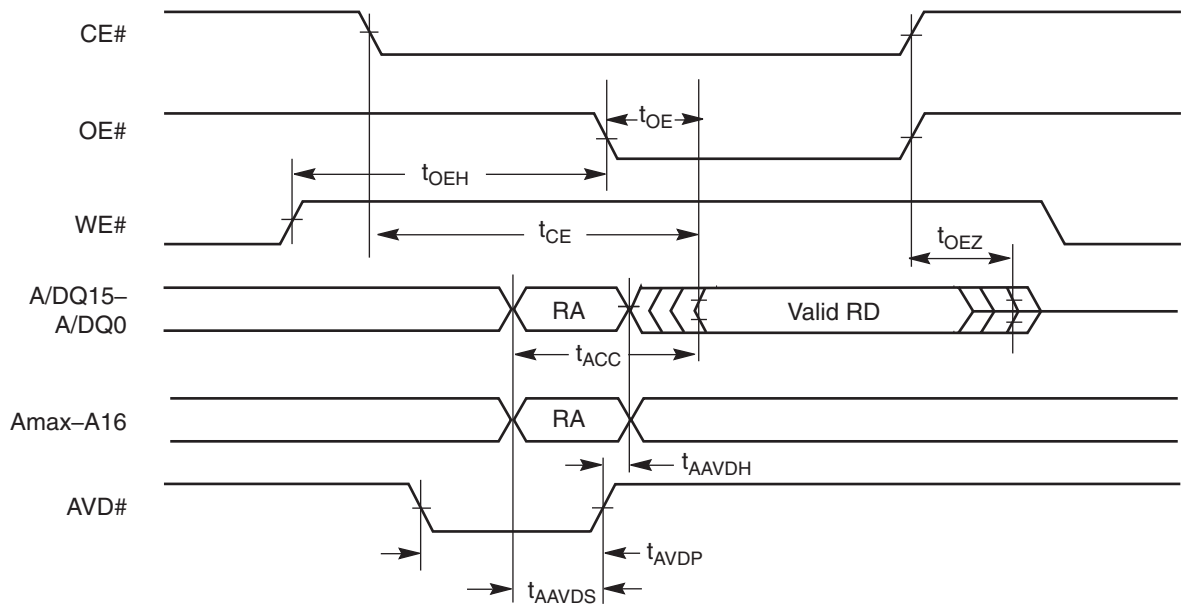 CE#
OE#
tOE
tOEH
WE#
tCE
tOEZ
A/DQ15–
A/DQ0
RA
Valid RD
tACC
Amax–A16
RA
tAAVDH
AVD#
tAVDP
tAAVDS